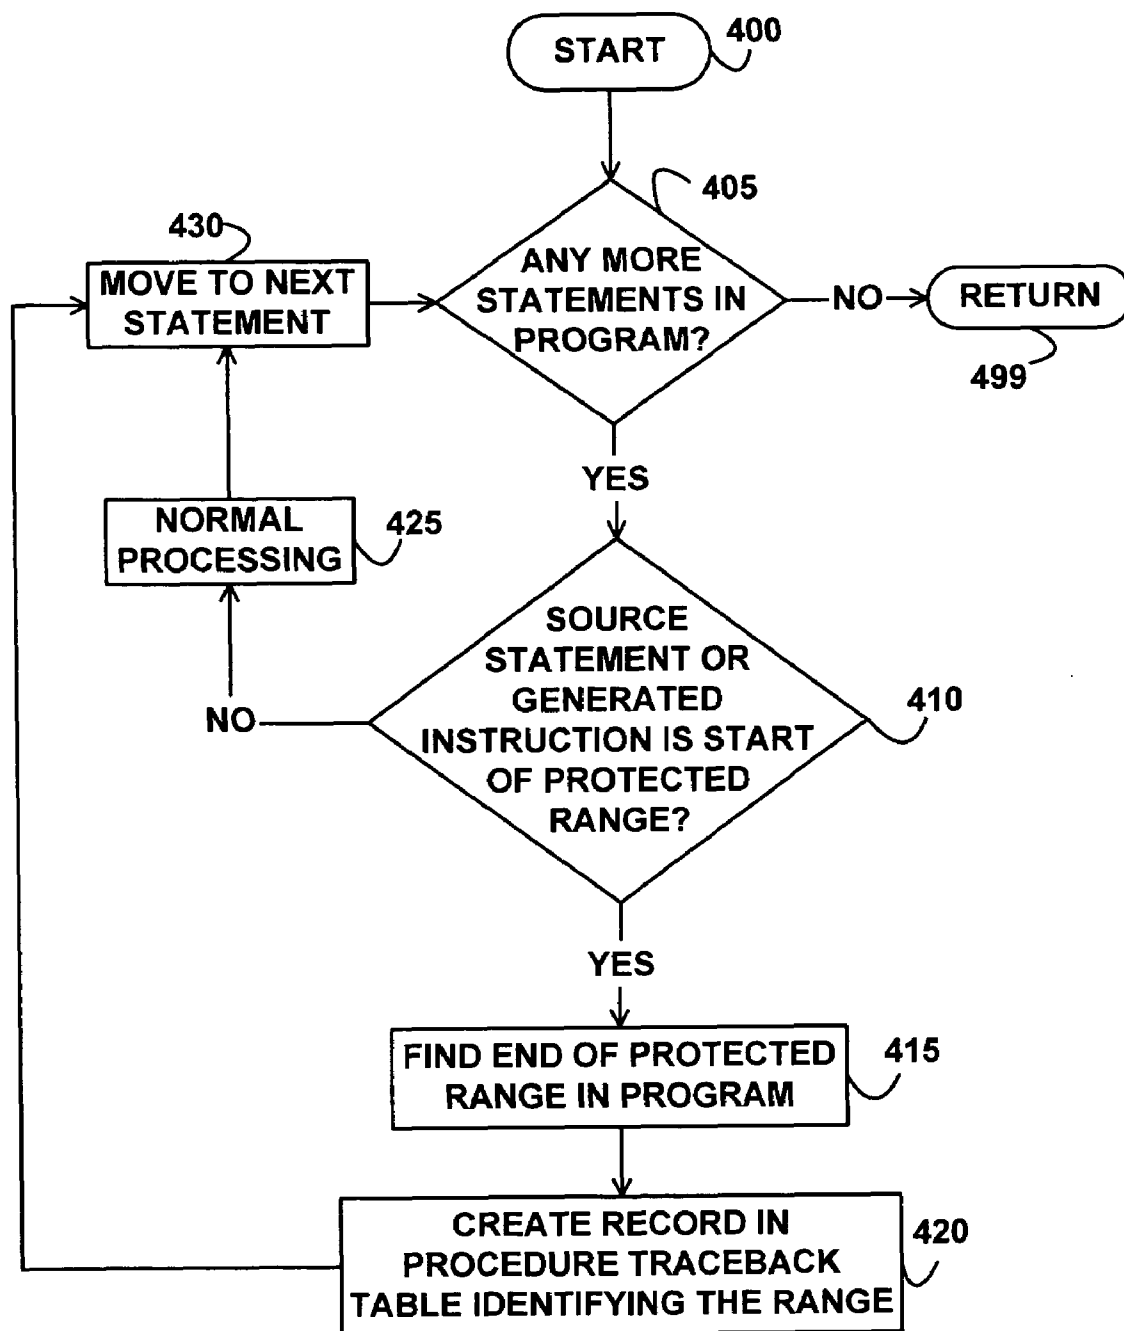 START
400
405
ANY MORE
STATEMENTS IN
PROGRAM?
NO
RETURN
499
430
MOVE TO NEXT
STATEMENT
YES
NORMAL
PROCESSING
425
SOURCE
STATEMENT OR
GENERATED
INSTRUCTION IS START
OF PROTECTED
RANGE?
410
NO
YES
FIND END OF PROTECTED
RANGE IN PROGRAM
415
CREATE RECORD IN
PROCEDURE TRACEBACK
TABLE IDENTIFYING THE RANGE
420